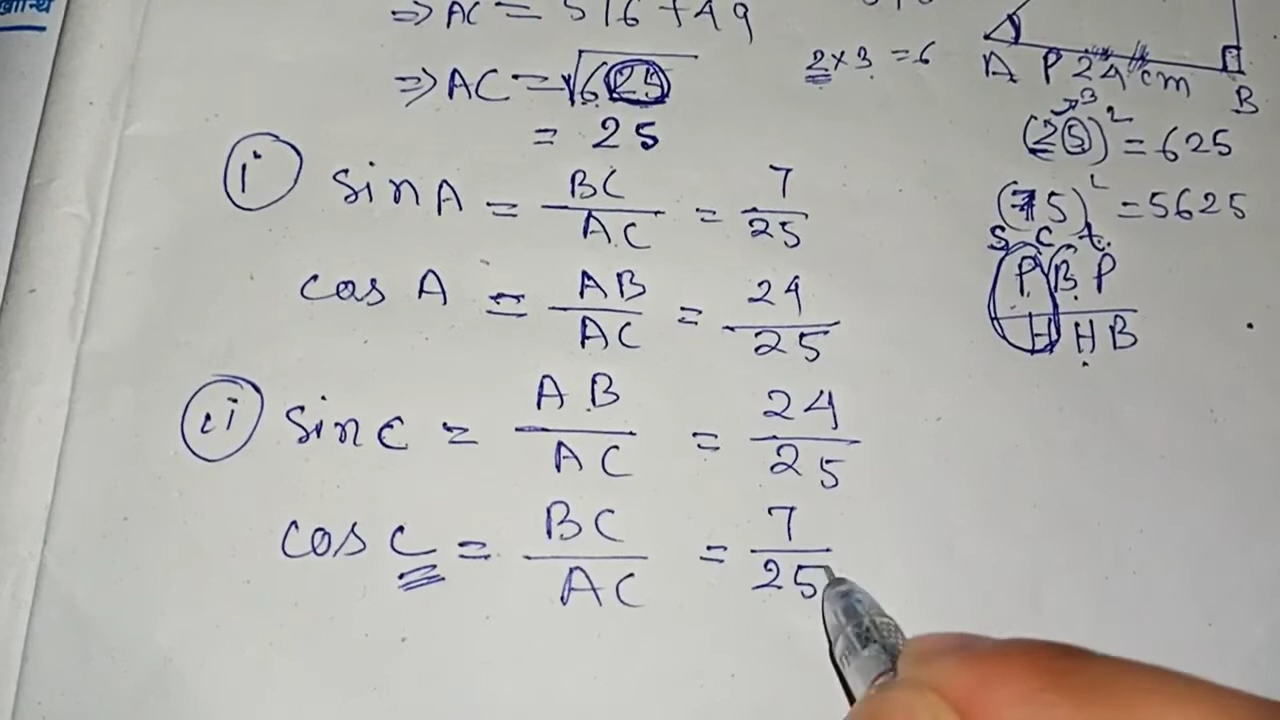 ⇒ AC = 576 + 49
2 × 3 = 6
A P 24 cm B
⇒ AC = √625
= 25
3
(25)² = 625
(75)² = 5625
i sin A = BC/AC = 7/25
S C t
P B P
H H B
cos A = AB/AC = 24/25
ii sin C = AB/AC = 24/25
cos C = BC/AC = 7/25